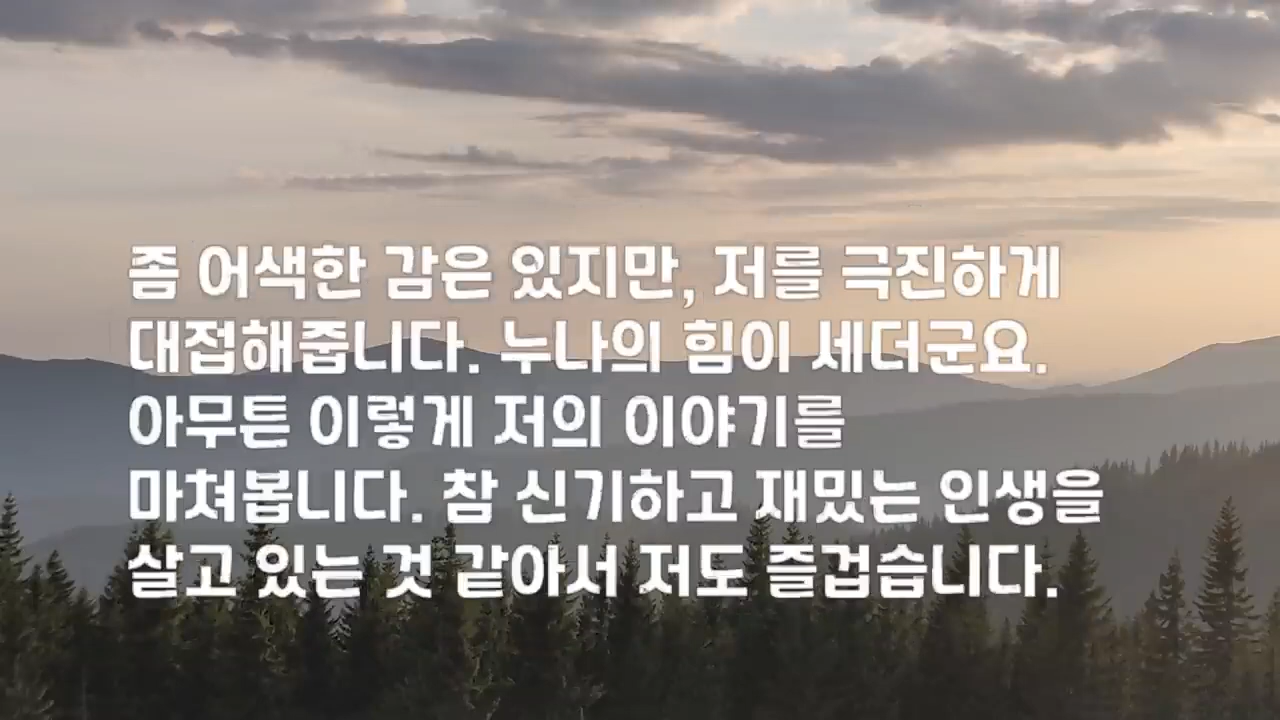 좀 어색한 감은 있지만, 저를 극진하게
대접해줍니다. 누나의 힘이 세더군요.
아무튼 이렇게 저의 이야기를
마쳐봅니다. 참 신기하고 재밌는 인생을
살고 있는 것 같아서 저도 즐겁습니다.